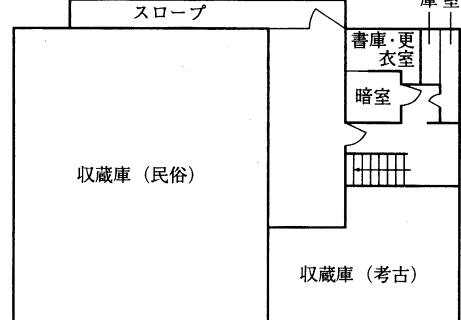 スロープ
書庫・更
衣室
暗室
収蔵庫（民俗）
収蔵庫（考古）